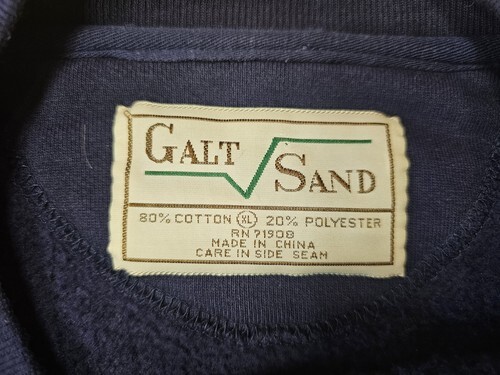 GALT SAND
80% COTTON XL 20% POLYESTER
RN 71908
MADE IN CHINA
CARE IN SIDE SEAM